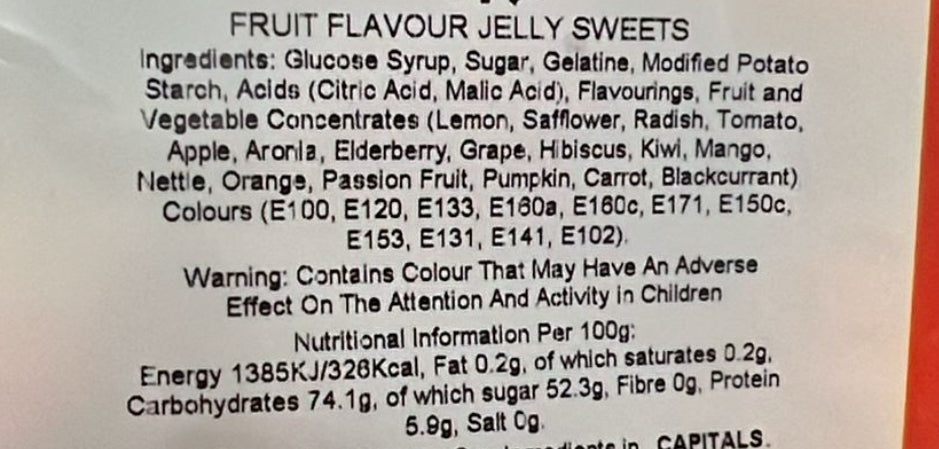 FRUIT FLAVOUR JELLY SWEETS
Ingredients: Glucose Syrup, Sugar, Gelatine, Modified Potato
Starch, Acids (Citric Acid, Malic Acid), Flavourings, Fruit and
Vegetable Concentrates (Lemon, Safflower, Radish, Tomato,
Apple, Aronia, Elderberry, Grape, Hibiscus, Kiwi, Mango,
Nettle, Orange, Passion Fruit, Pumpkin, Carrot, Blackcurrant)
Colours (E100, E120, E133, E160a, E160c, E171, E150c,
E153, E131, E141, E102).
Warning: Contains Colour That May Have An Adverse
Effect On The Attention And Activity in Children
Nutritional Information Per 100g:
Energy 1385KJ/326Kcal, Fat 0.2g, of which saturates 0.2g,
Carbohydrates 74.1g, of which sugar 52.3g, Fibre 0g, Protein
5.9g, Salt 0g.
in CAPITALS.